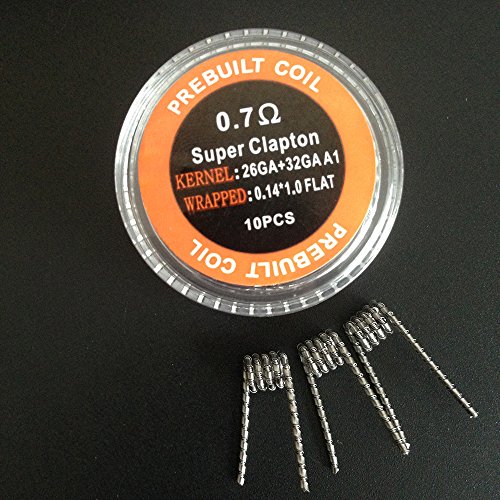 PREBUILT COIL
0.7Ω
Super Clapton
KERNEL:26GA+32GA A1
WRAPPED:0.14*1.0 FLAT
10PCS
PREBUILT COIL